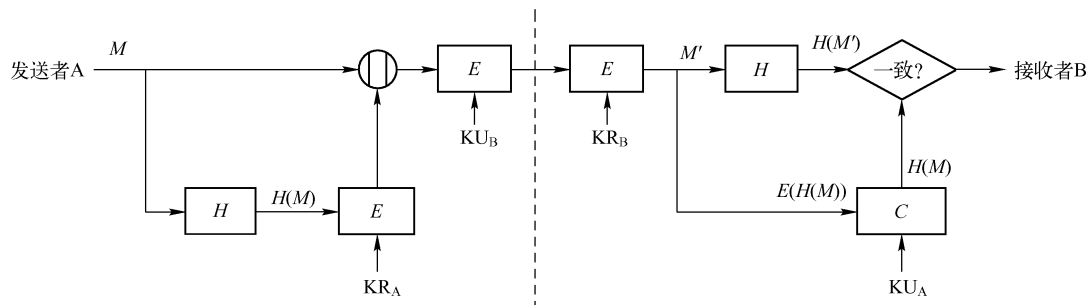 M
发送者A
E
KU_B
H
H(M)
E
KR_A
E
KR_B
M′
H
H(M′)
一致?
接收者B
H(M)
E(H(M))
C
KU_A